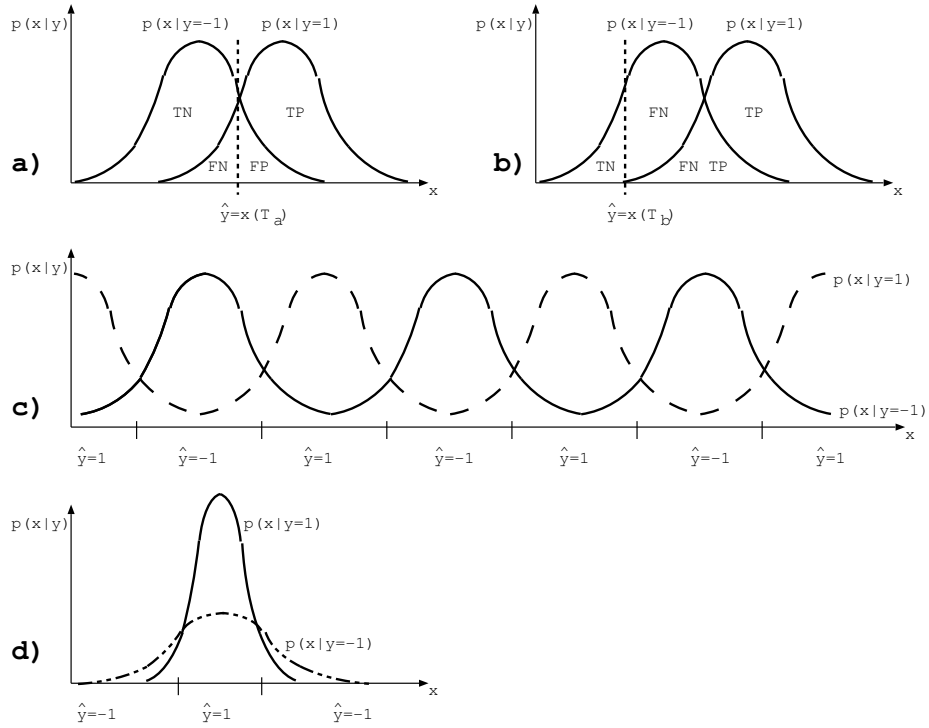 p(x|y) p(x|y=-1) p(x|y=1)
TN TP
FN FP
a)
x
ŷ=x(T_a)
p(x|y) p(x|y=-1) p(x|y=1)
FN TP
TN FN TP
b)
x
ŷ=x(T_b)
p(x|y) p(x|y=1)
c) p(x|y=-1)
x
ŷ=1 ŷ=-1 ŷ=1 ŷ=-1 ŷ=1 ŷ=-1 ŷ=1
p(x|y) p(x|y=1)
p(x|y=-1)
d)
x
ŷ=-1 ŷ=1 ŷ=-1